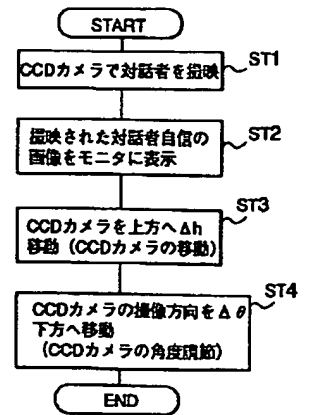 START
CCDカメラで対話者を撮映
ST1
撮映された対話者自信の
画像をモニタに表示
ST2
CCDカメラを上方へΔh
移動（CCDカメラの移動）
ST3
CCDカメラの撮像方向をΔθ
下方へ移動
（CCDカメラの角度調節）
ST4
END